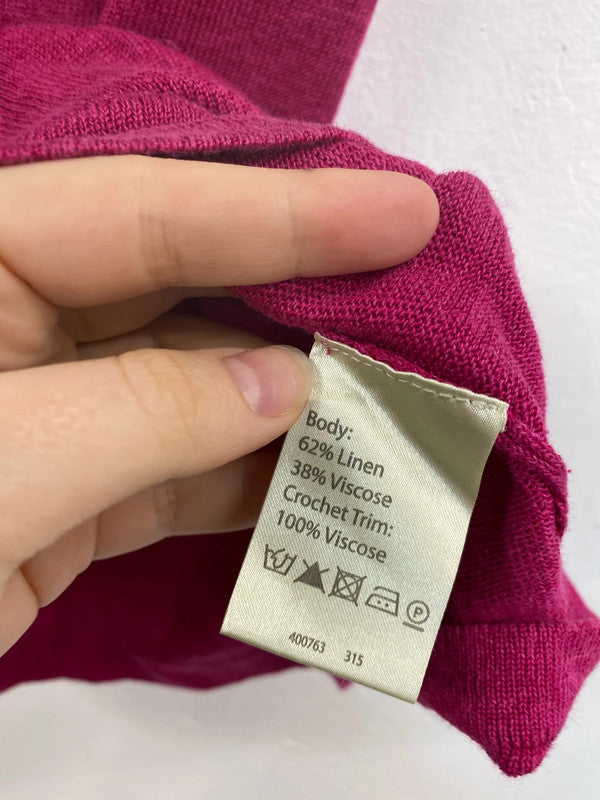 Body:
62% Linen
38% Viscose
Crochet Trim:
100% Viscose
P
400763 315